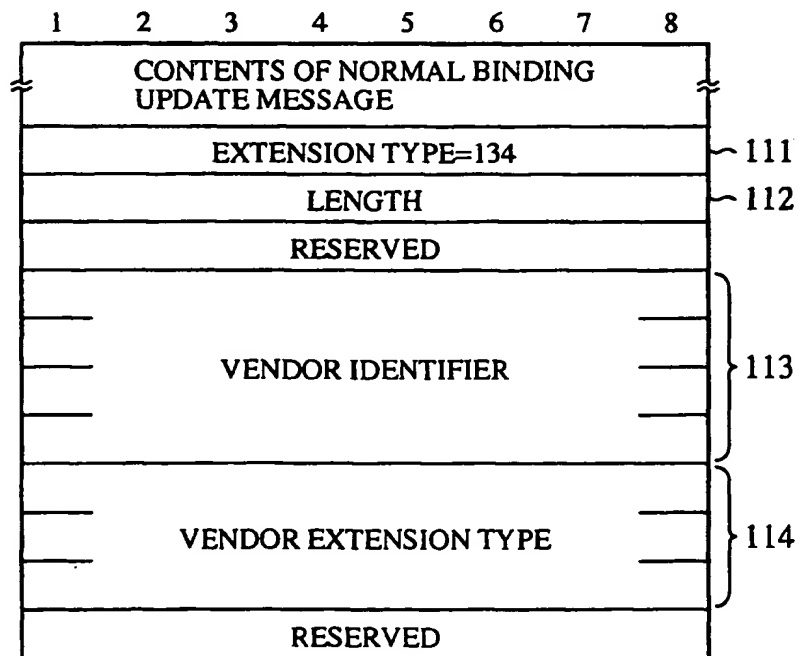 1 2 3 4 5 6 7 8
CONTENTS OF NORMAL BINDING
UPDATE MESSAGE
EXTENSION TYPE=134 111
LENGTH 112
RESERVED
VENDOR IDENTIFIER 113
VENDOR EXTENSION TYPE 114
RESERVED